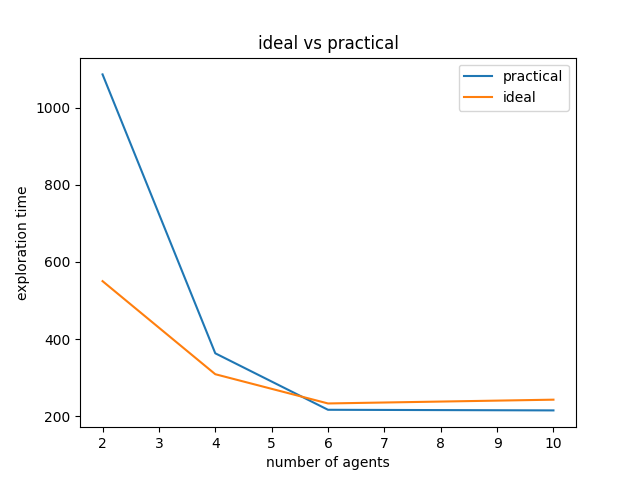 ideal vs practical
practical
ideal
exploration time
1000
800
600
400
200
2 3 4 5 6 7 8 9 10
number of agents